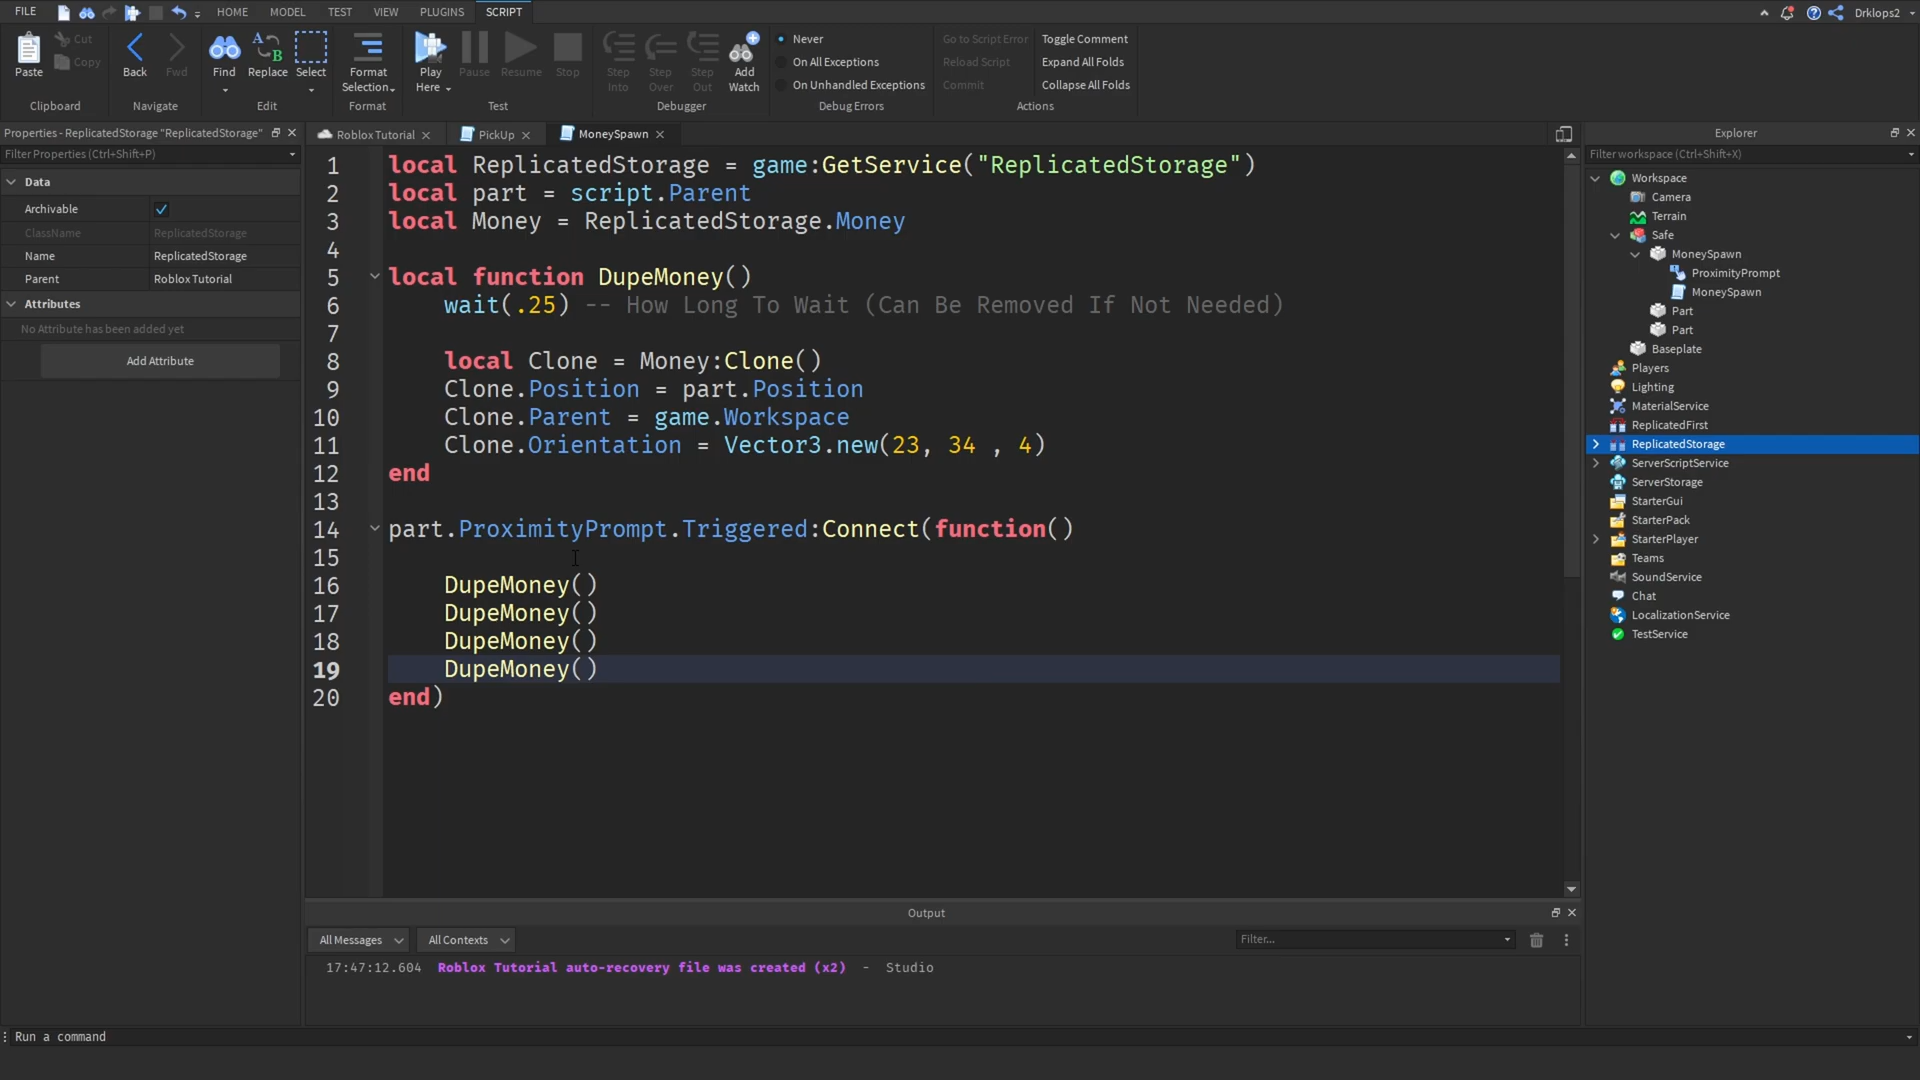 FILE HOME MODEL TEST VIEW PLUGINS SCRIPT Drklops2
Paste Cut Copy Clipboard
Back Fwd Navigate
Find Replace Select Edit
Format Selection Format
Play Here Pause Resume Stop Test
Step Into Step Over Step Out Add Watch Debugger
Never
On All Exceptions
On Unhandled Exceptions
Debug Errors
Go to Script Error
Reload Script
Commit
Toggle Comment
Expand All Folds
Collapse All Folds
Actions
Properties - ReplicatedStorage "ReplicatedStorage"
Filter Properties (Ctrl+Shift+P)
Data
Archivable
ClassName ReplicatedStorage
Name ReplicatedStorage
Parent Roblox Tutorial
Attributes
No Attribute has been added yet
Add Attribute
Roblox Tutorial PickUp MoneySpawn
1 local ReplicatedStorage = game:GetService("ReplicatedStorage")
2 local part = script.Parent
3 local Money = ReplicatedStorage.Money
4
5 local function DupeMoney()
6 wait(.25) -- How Long To Wait (Can Be Removed If Not Needed)
7
8 local Clone = Money:Clone()
9 Clone.Position = part.Position
10 Clone.Parent = game.Workspace
11 Clone.Orientation = Vector3.new(23, 34 , 4)
12 end
13
14 part.ProximityPrompt.Triggered:Connect(function()
15
16 DupeMoney()
17 DupeMoney()
18 DupeMoney()
19 DupeMoney()
20 end)
Output
All Messages All Contexts Filter...
17:47:12.604 Roblox Tutorial auto-recovery file was created (x2) - Studio
Run a command
Explorer
Filter workspace (Ctrl+Shift+X)
Workspace
Camera
Terrain
Safe
MoneySpawn
ProximityPrompt
MoneySpawn
Part
Part
Baseplate
Players
Lighting
MaterialService
ReplicatedFirst
ReplicatedStorage
ServerScriptService
ServerStorage
StarterGui
StarterPack
StarterPlayer
Teams
SoundService
Chat
LocalizationService
TestService